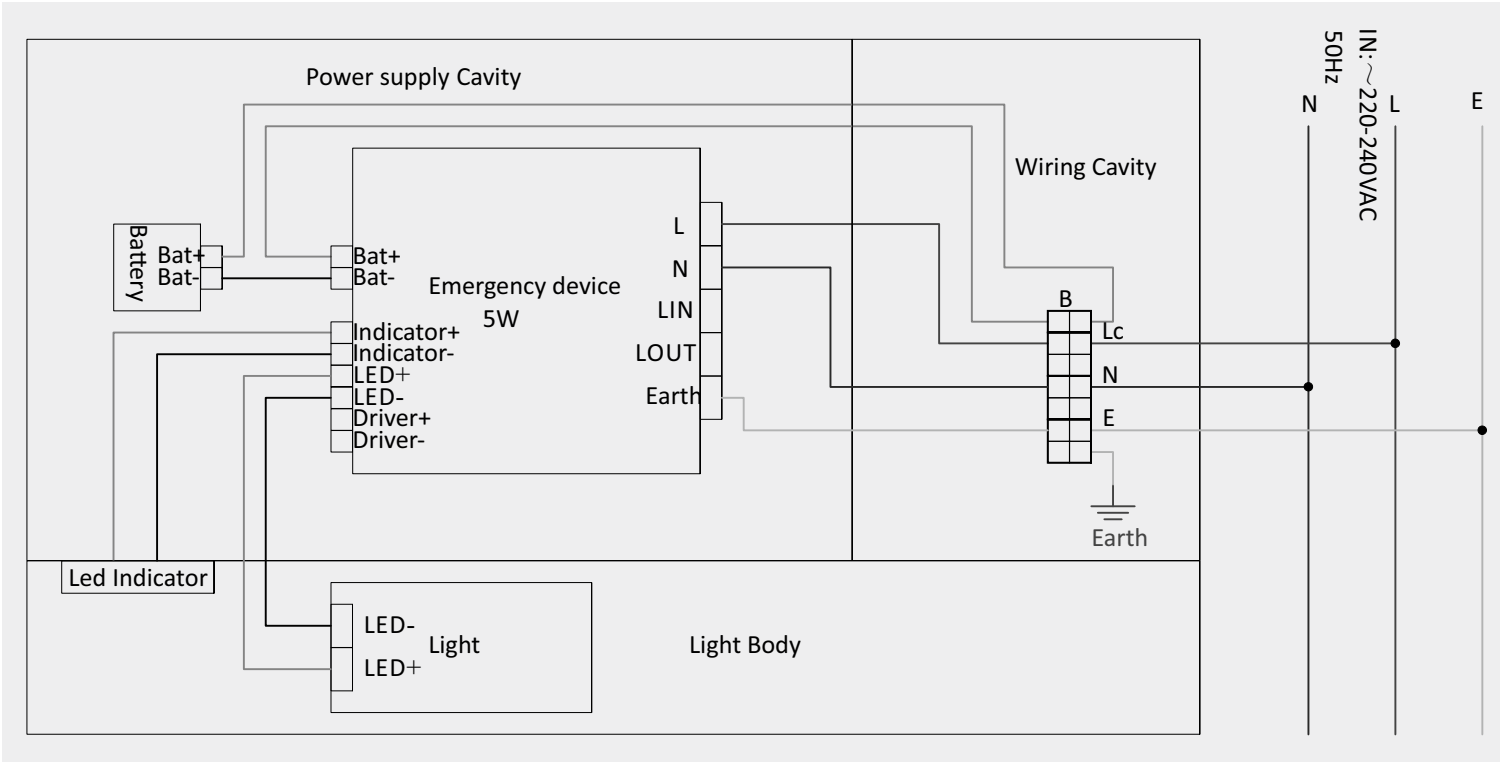 Power supply Cavity
IN:～220-240VAC
50Hz
N
L
E
Wiring Cavity
Battery
Bat+
Bat-
Bat+
Bat-
Indicator+
Indicator-
LED+
LED-
Driver+
Driver-
Emergency device
5W
L
N
LIN
LOUT
Earth
B
Lc
N
E
Earth
Led Indicator
LED-
LED+
Light
Light Body